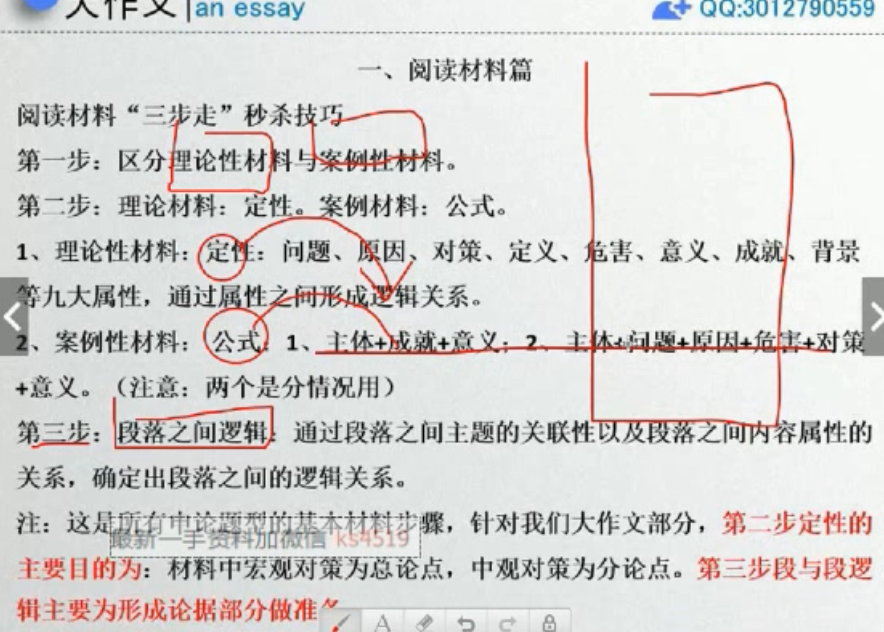 大作文 | an essay
QQ:3012790559
一、阅读材料篇
阅读材料“三步走”秒杀技巧
第一步：区分理论性材料与案例性材料。
第二步：理论材料：定性。案例材料：公式。
1、理论性材料：定性：问题、原因、对策、定义、危害、意义、成就、背景
等九大属性，通过属性之间形成逻辑关系。
2、案例性材料：公式：1、主体+成就+意义；2、主体+问题+原因+危害+对策
+意义。（注意：两个是分情况用）
第三步：段落之间逻辑：通过段落之间主题的关联性以及段落之间内容属性的
关系，确定出段落之间的逻辑关系。
注：这是所有申论题型的基本材料步骤，针对我们大作文部分，第二步定性的
最新一手资料加微信 ks4519
主要目的为：材料中宏观对策为总论点，中观对策为分论点。第三步段与段逻
辑主要为形成论据部分做准备